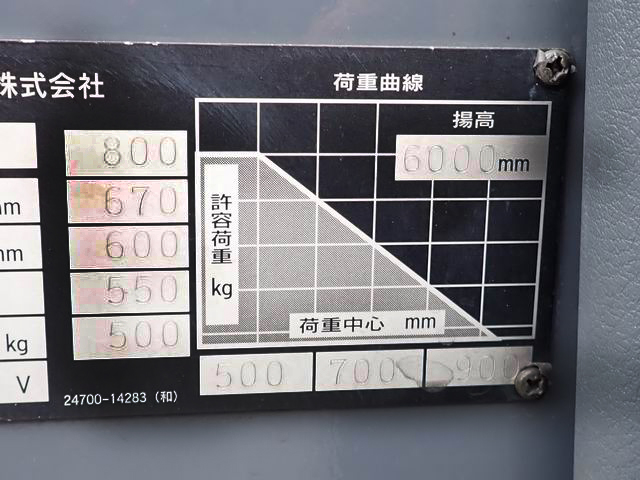 株式会社
荷重曲線
揚高
6000mm
800
mm
670
mm
600
550
kg
500
V
許容荷重
kg
荷重中心 mm
500 700 900
24700-14283 (和)